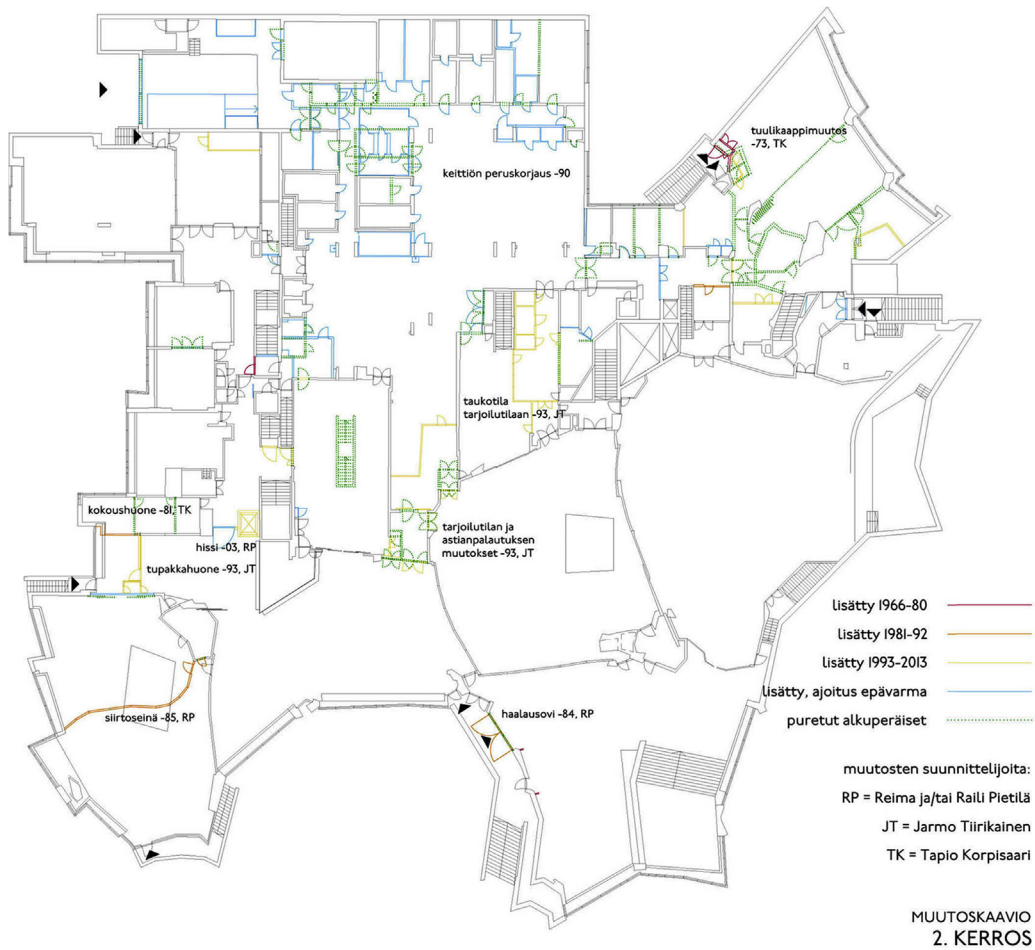 tuulikaappimuutos
-73, TK
keittiön peruskorjaus -90
taukotila
tarjoilutilaan -93, JT
kokoushuone -81, TK
hissi -03, RP
tupakkahuone -93, JT
tarjoilutilan ja
astianpalautuksen
muutokset -93, JT
siirtoseinä -85, RP
haalausovi -84, RP
lisätty 1966-80
lisätty 1981-92
lisätty 1993-2013
lisätty, ajoitus epävarma
puretut alkuperäiset
muutosten suunnittelijoita:
RP = Reima ja/tai Raili Pietilä
JT = Jarmo Tiirikainen
TK = Tapio Korpisaari
MUUTOSKAAVIO
2. KERROS